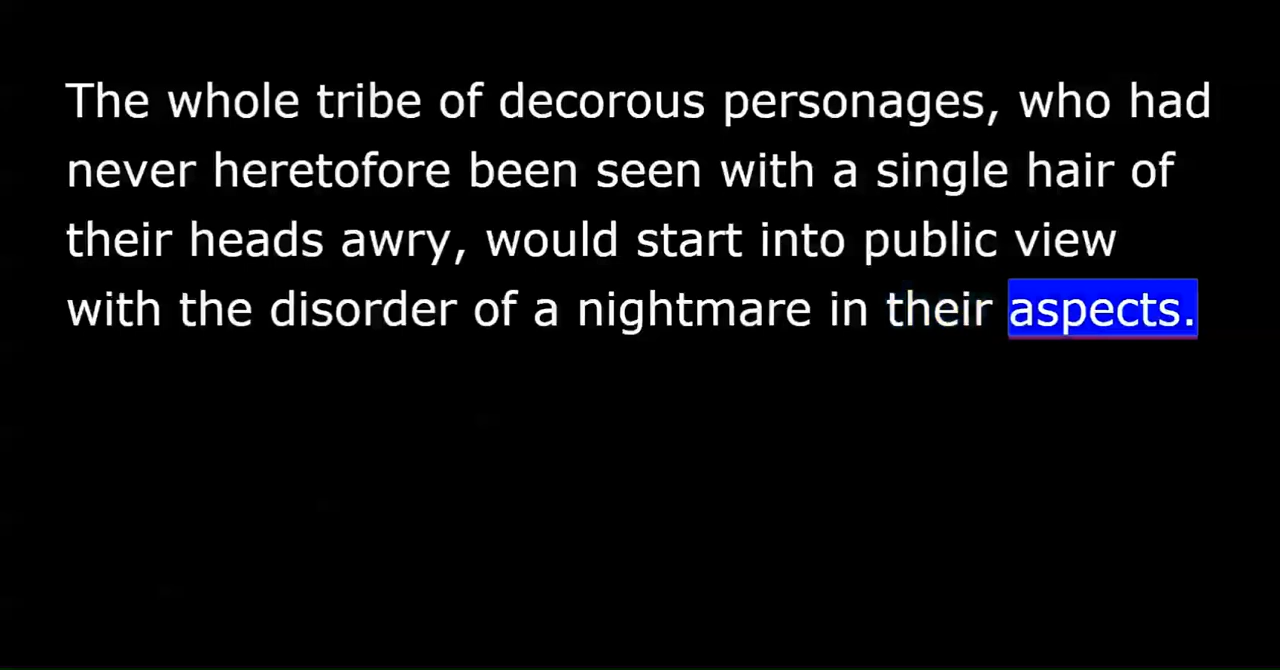 The whole tribe of decorous personages, who had
never heretofore been seen with a single hair of
their heads awry, would start into public view
with the disorder of a nightmare in their aspects.